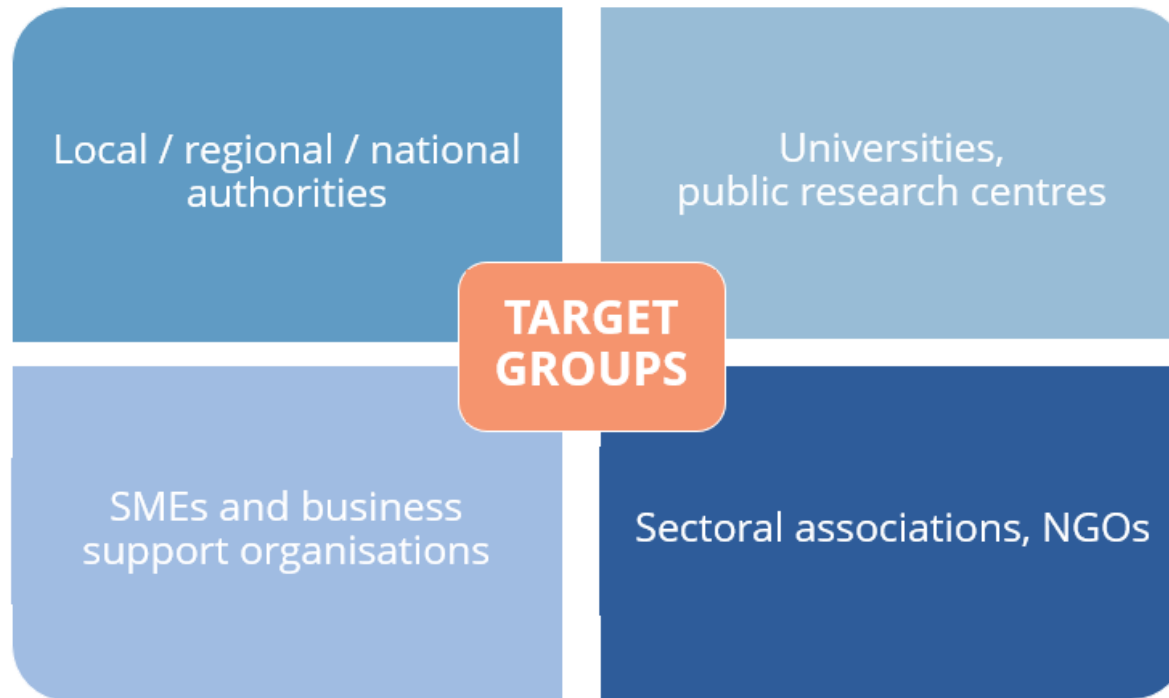 Local / regional / national
authorities
Universities,
public research centres
TARGET
GROUPS
SMEs and business
support organisations
Sectoral associations, NGOs